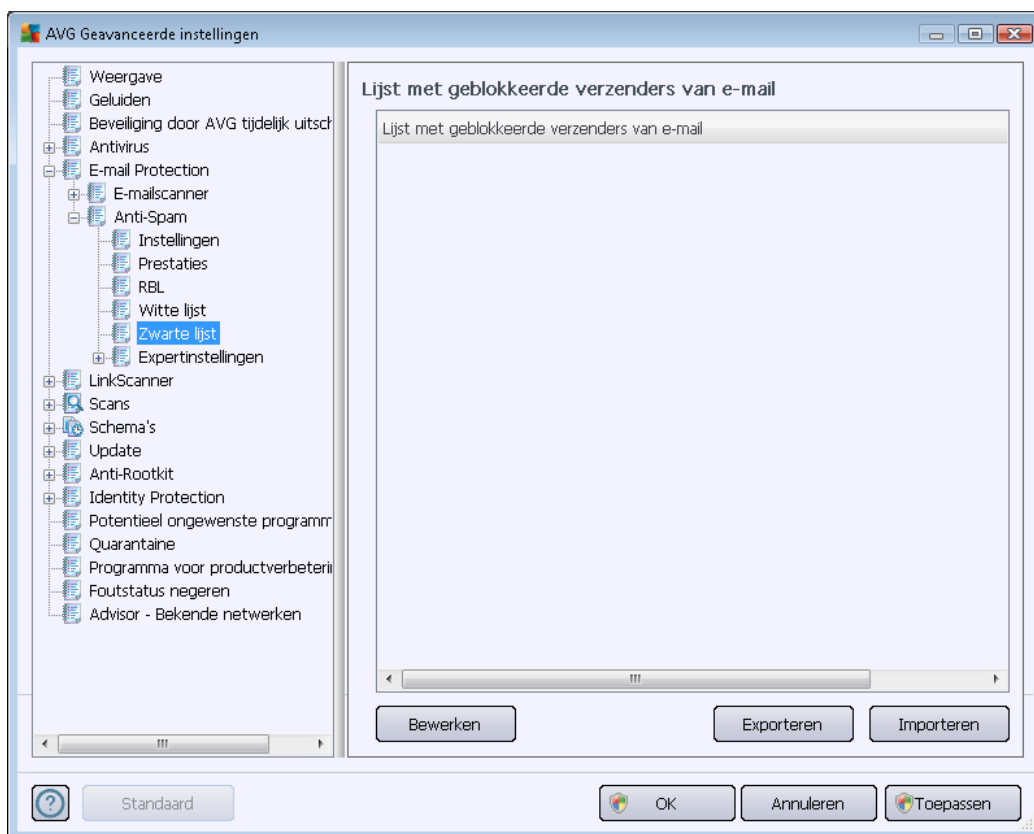 AVG Geavanceerde instellingen
Weergave
Geluiden
Beveiliging door AVG tijdelijk uitsch
Antivirus
E-mail Protection
E-mailscanner
Anti-Spam
Instellingen
Prestaties
RBL
Witte lijst
Zwarte lijst
Expertinstellingen
LinkScanner
Scans
Schema's
Update
Anti-Rootkit
Identity Protection
Potentieel ongewenste programm
Quarantaine
Programma voor productverbeterin
Foutstatus negeren
Advisor - Bekende netwerken
Lijst met geblokkeerde verzenders van e-mail
Lijst met geblokkeerde verzenders van e-mail
Bewerken
Exporteren
Importeren
Standaard
OK
Annuleren
Toepassen